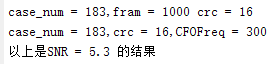 case_num = 183,fram = 1000 crc = 16
case_num = 183,crc = 16,CFOFreq = 300
以上是SNR = 5.3 的结果